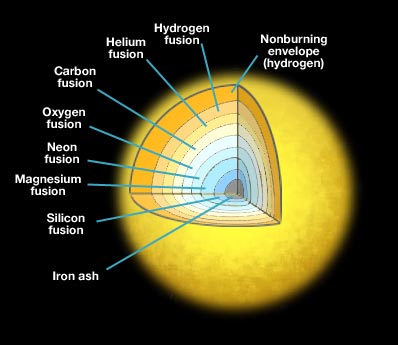 Hydrogen
fusion
Helium
fusion
Nonburning
envelope
(hydrogen)
Carbon
fusion
Oxygen
fusion
Neon
fusion
Magnesium
fusion
Silicon
fusion
Iron ash